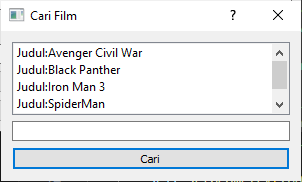 Cari Film
?
Judul:Avenger Civil War
Judul:Black Panther
Judul:Iron Man 3
Judul:SpiderMan
Cari